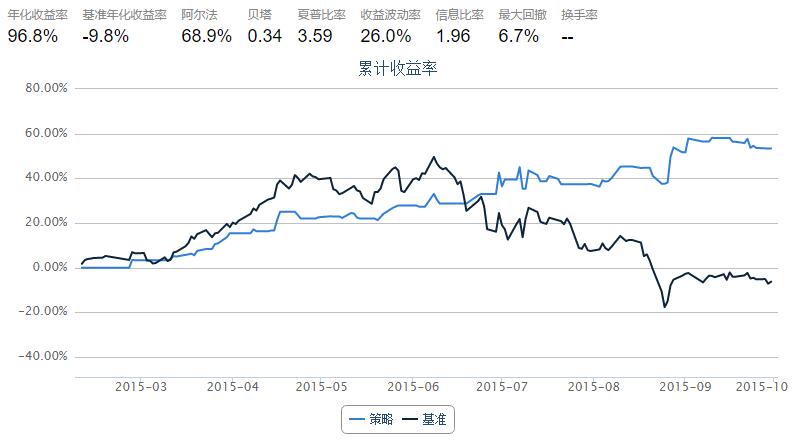 年化收益率 基准年化收益率 阿尔法 贝塔 夏普比率 收益波动率 信息比率 最大回撤 换手率
96.8% -9.8% 68.9% 0.34 3.59 26.0% 1.96 6.7% --
累计收益率
80.00%
60.00%
40.00%
20.00%
0.00%
-20.00%
-40.00%
2015-03 2015-04 2015-05 2015-06 2015-07 2015-08 2015-09 2015-10
策略 基准